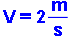 V = 2 m/s